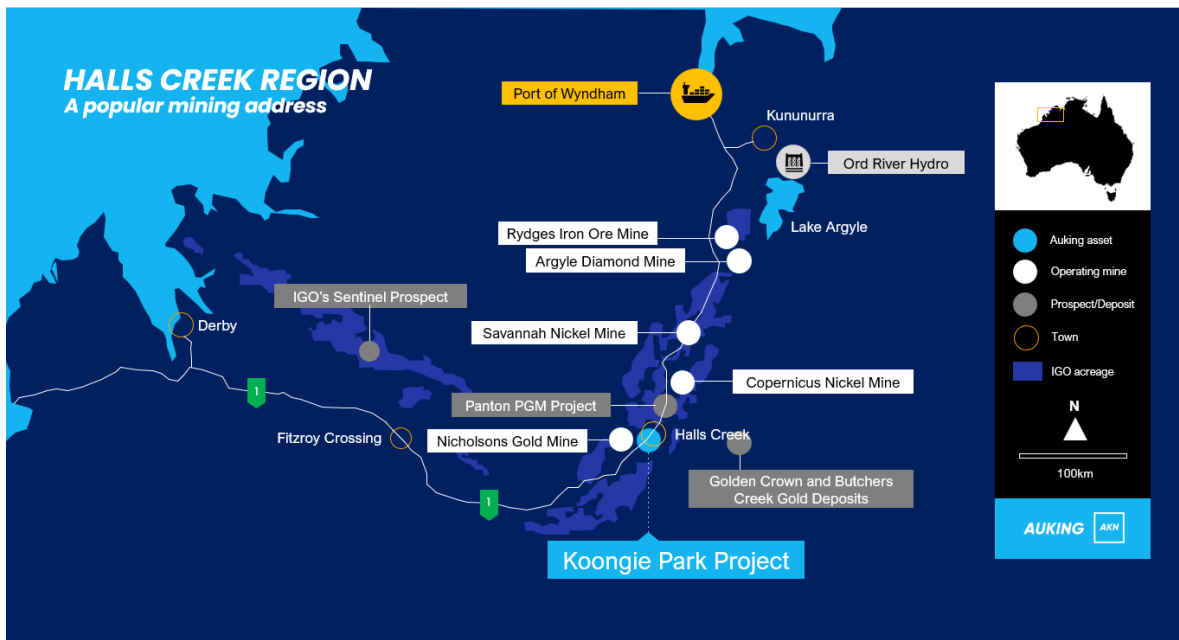 HALLS CREEK REGION
A popular mining address
Port of Wyndham
Kununurra
Ord River Hydro
Lake Argyle
Rydges Iron Ore Mine
Argyle Diamond Mine
IGO's Sentinel Prospect
Derby
Savannah Nickel Mine
1
Copernicus Nickel Mine
Panton PGM Project
Fitzroy Crossing
Nicholsons Gold Mine
Halls Creek
Golden Crown and Butchers
Creek Gold Deposits
1
Koongie Park Project
Auking asset
Operating mine
Prospect/Deposit
Town
IGO acreage
N
100km
AUKING
AKN